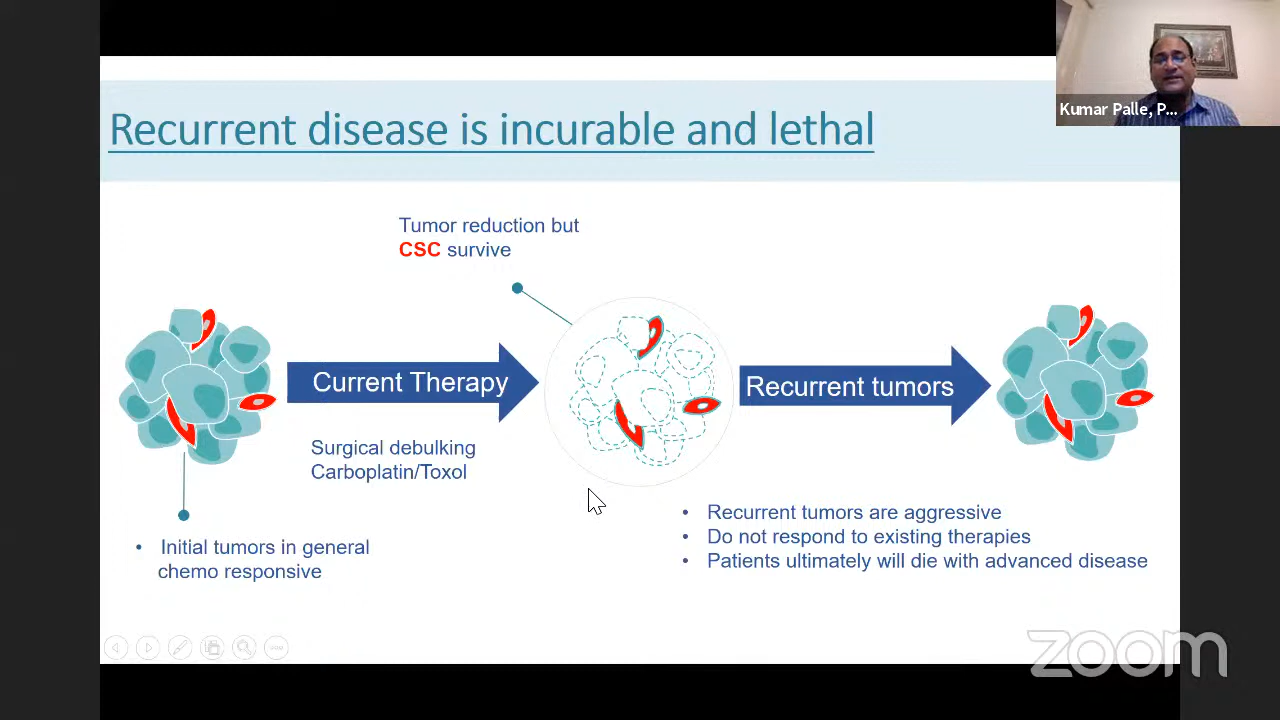 Kumar Palle, P...
Recurrent disease is incurable and lethal
Tumor reduction but
CSC survive
Current Therapy
Recurrent tumors
Surgical debulking
Carboplatin/Toxol
• Initial tumors in general
chemo responsive
• Recurrent tumors are aggressive
• Do not respond to existing therapies
• Patients ultimately will die with advanced disease
zoom